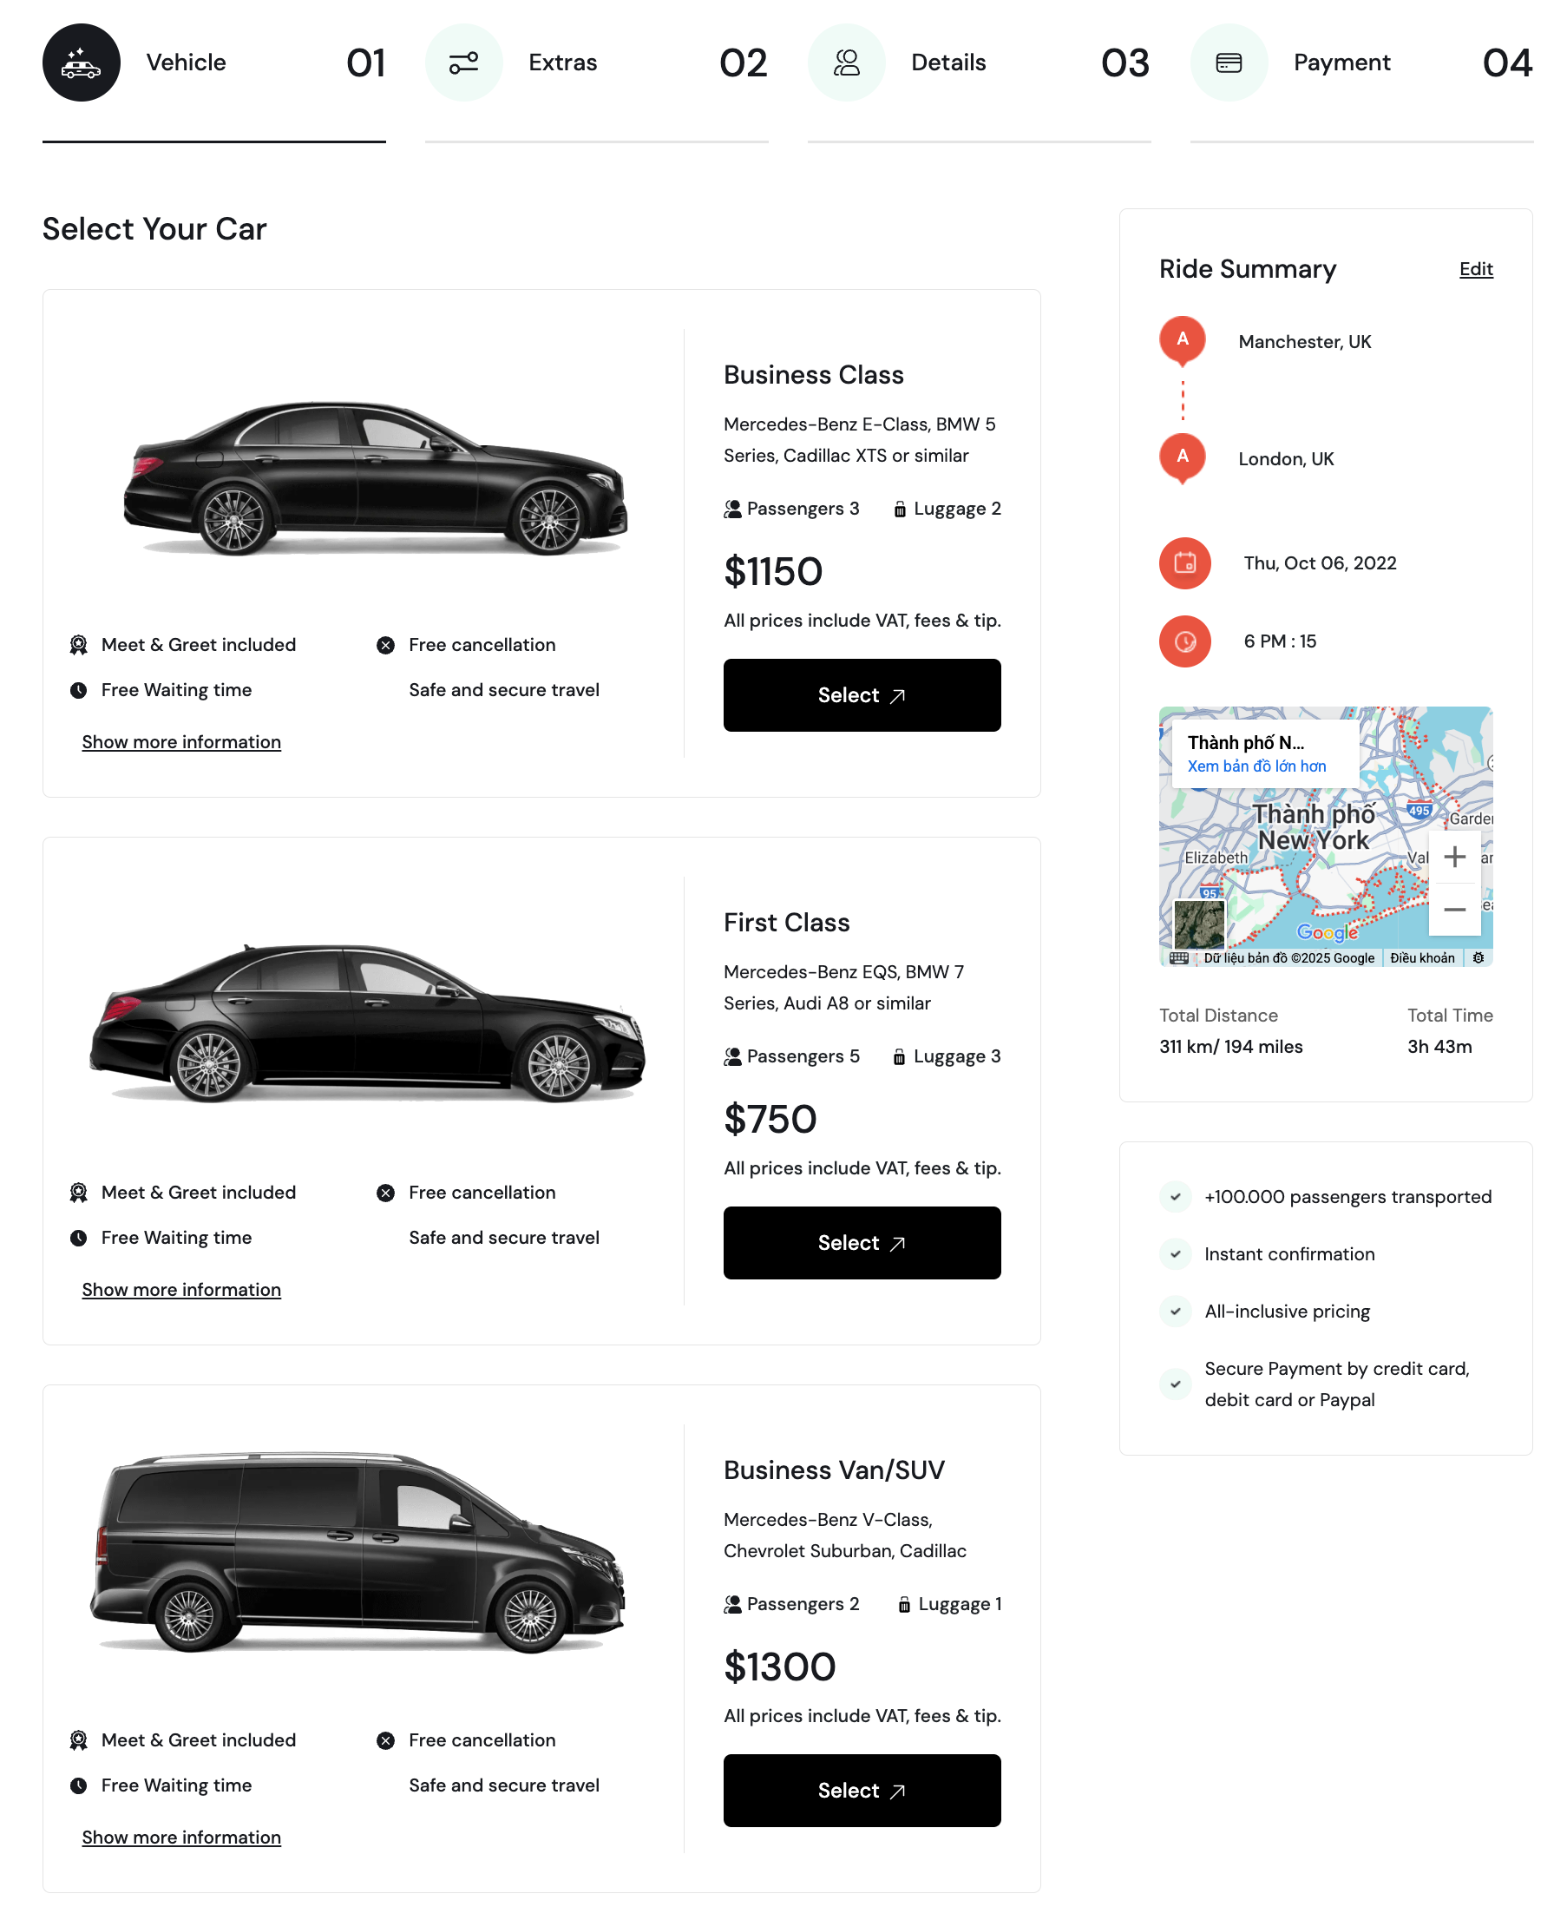 Vehicle 01 Extras 02 Details 03 Payment 04
Select Your Car
Business Class
Mercedes-Benz E-Class, BMW 5
Series, Cadillac XTS or similar
Passengers 3 Luggage 2
$1150
All prices include VAT, fees & tip.
Select
Meet & Greet included Free cancellation
Free Waiting time Safe and secure travel
Show more information
First Class
Mercedes-Benz EQS, BMW 7
Series, Audi A8 or similar
Passengers 5 Luggage 3
$750
All prices include VAT, fees & tip.
Select
Meet & Greet included Free cancellation
Free Waiting time Safe and secure travel
Show more information
Business Van/SUV
Mercedes-Benz V-Class,
Chevrolet Suburban, Cadillac
Passengers 2 Luggage 1
$1300
All prices include VAT, fees & tip.
Select
Meet & Greet included Free cancellation
Free Waiting time Safe and secure travel
Show more information
Ride Summary Edit
A Manchester, UK
A London, UK
Thu, Oct 06, 2022
6 PM : 15
Thành phố N...
Xem bản đồ lớn hơn
Thành phố
New York
495
Elizabeth
95
Google
Dữ liệu bản đồ ©2025 Google Điều khoản
Total Distance Total Time
311 km/ 194 miles 3h 43m
+100.000 passengers transported
Instant confirmation
All-inclusive pricing
Secure Payment by credit card,
debit card or Paypal